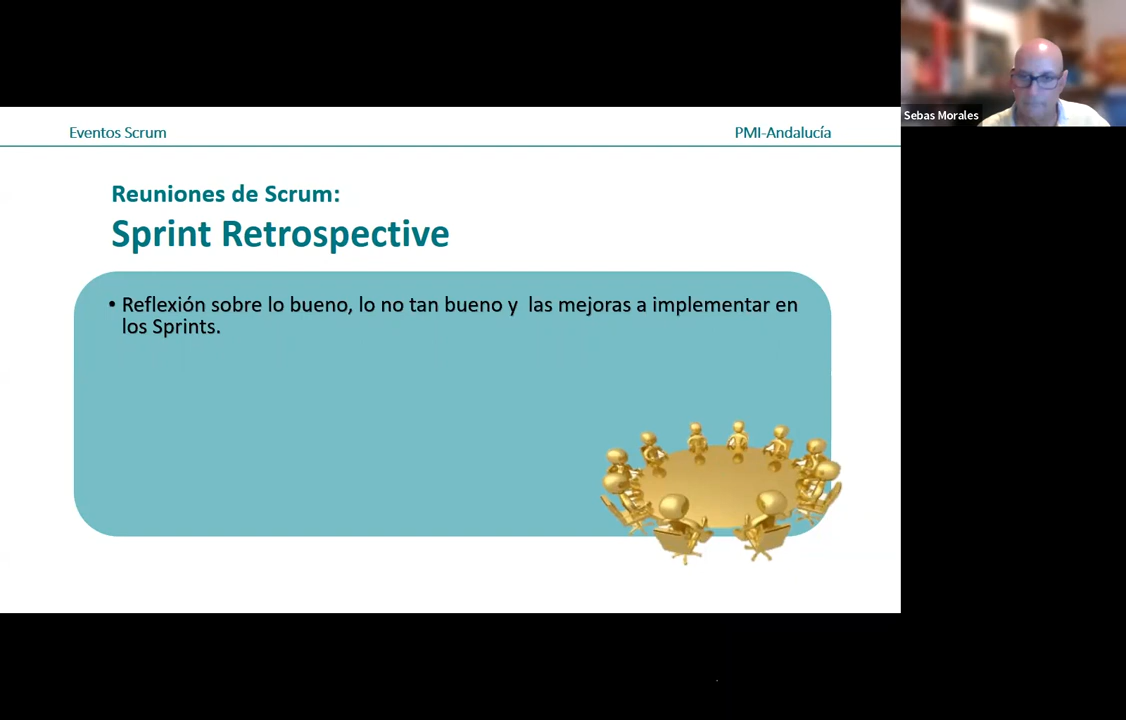 Eventos Scrum
PMI-Andalucía
Sebas Morales
Reuniones de Scrum:
Sprint Retrospective
• Reflexión sobre lo bueno, lo no tan bueno y  las mejoras a implementar en
los Sprints.